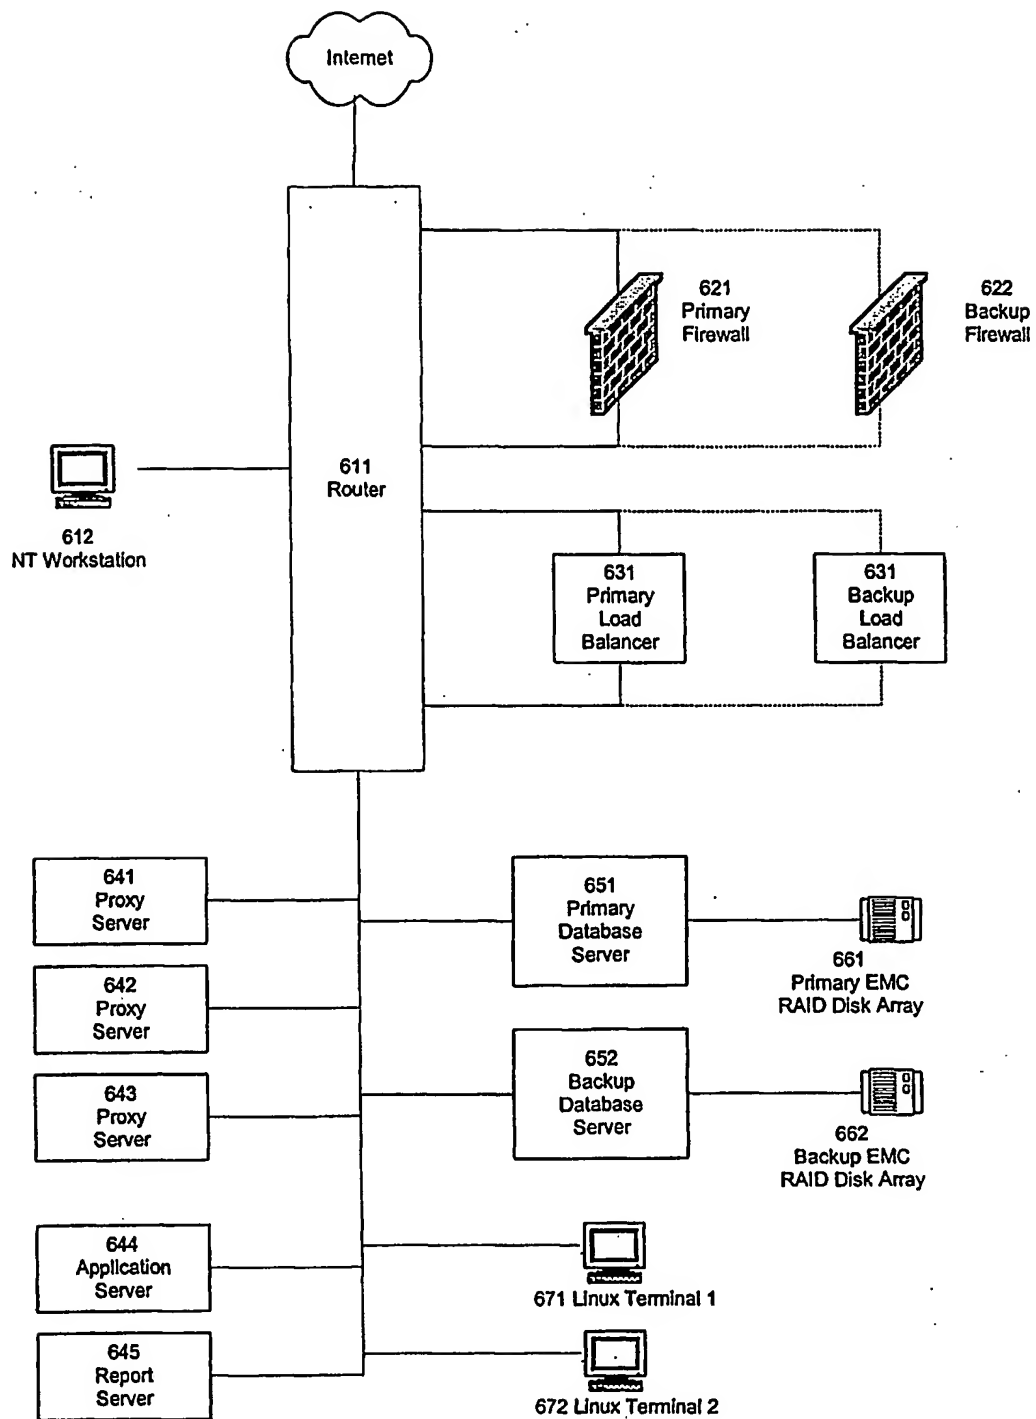 Internet
621
Primary
Firewall
622
Backup
Firewall
611
Router
612
NT Workstation
631
Primary
Load
Balancer
631
Backup
Load
Balancer
641
Proxy
Server
651
Primary
Database
Server
661
Primary EMC
RAID Disk Array
642
Proxy
Server
652
Backup
Database
Server
643
Proxy
Server
662
Backup EMC
RAID Disk Array
644
Application
Server
671 Linux Terminal 1
645
Report
Server
672 Linux Terminal 2